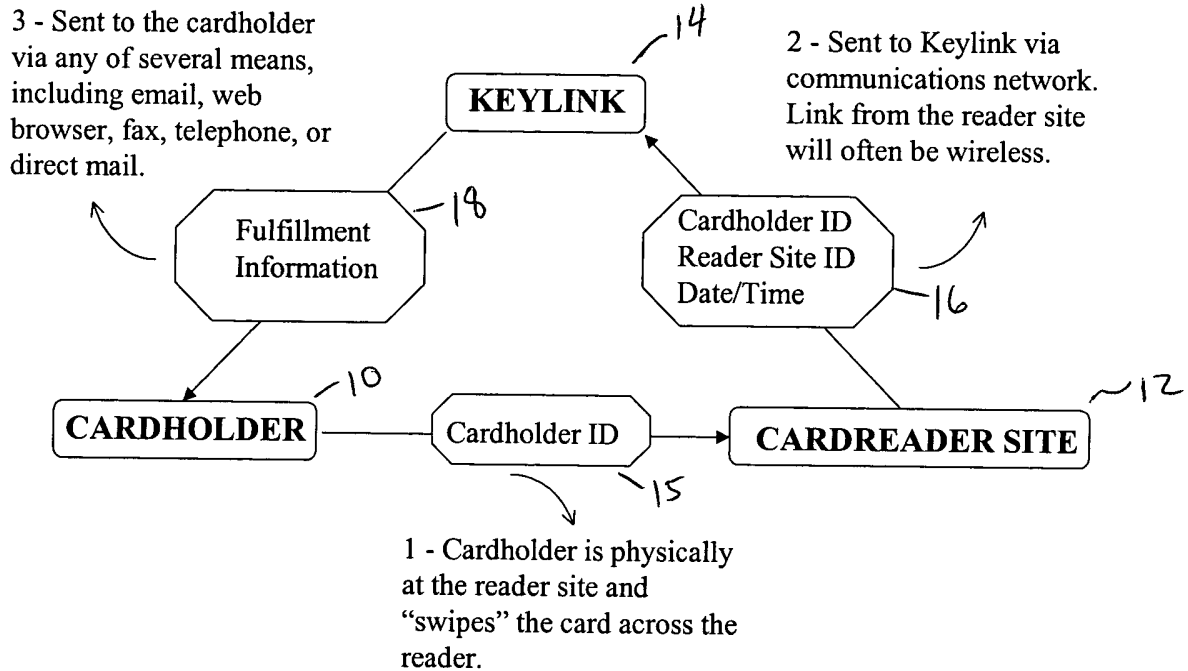 3 - Sent to the cardholder
via any of several means,
including email, web
browser, fax, telephone, or
direct mail.
14
KEYLINK
2 - Sent to Keylink via
communications network.
Link from the reader site
will often be wireless.
18
Fulfillment
Information
Cardholder ID
Reader Site ID
Date/Time
16
10
CARDHOLDER
Cardholder ID
15
12
CARDREADER SITE
1 - Cardholder is physically
at the reader site and
“swipes” the card across the
reader.